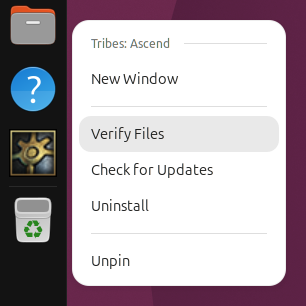 Tribes: Ascend
New Window
Verify Files
Check for Updates
Uninstall
Unpin